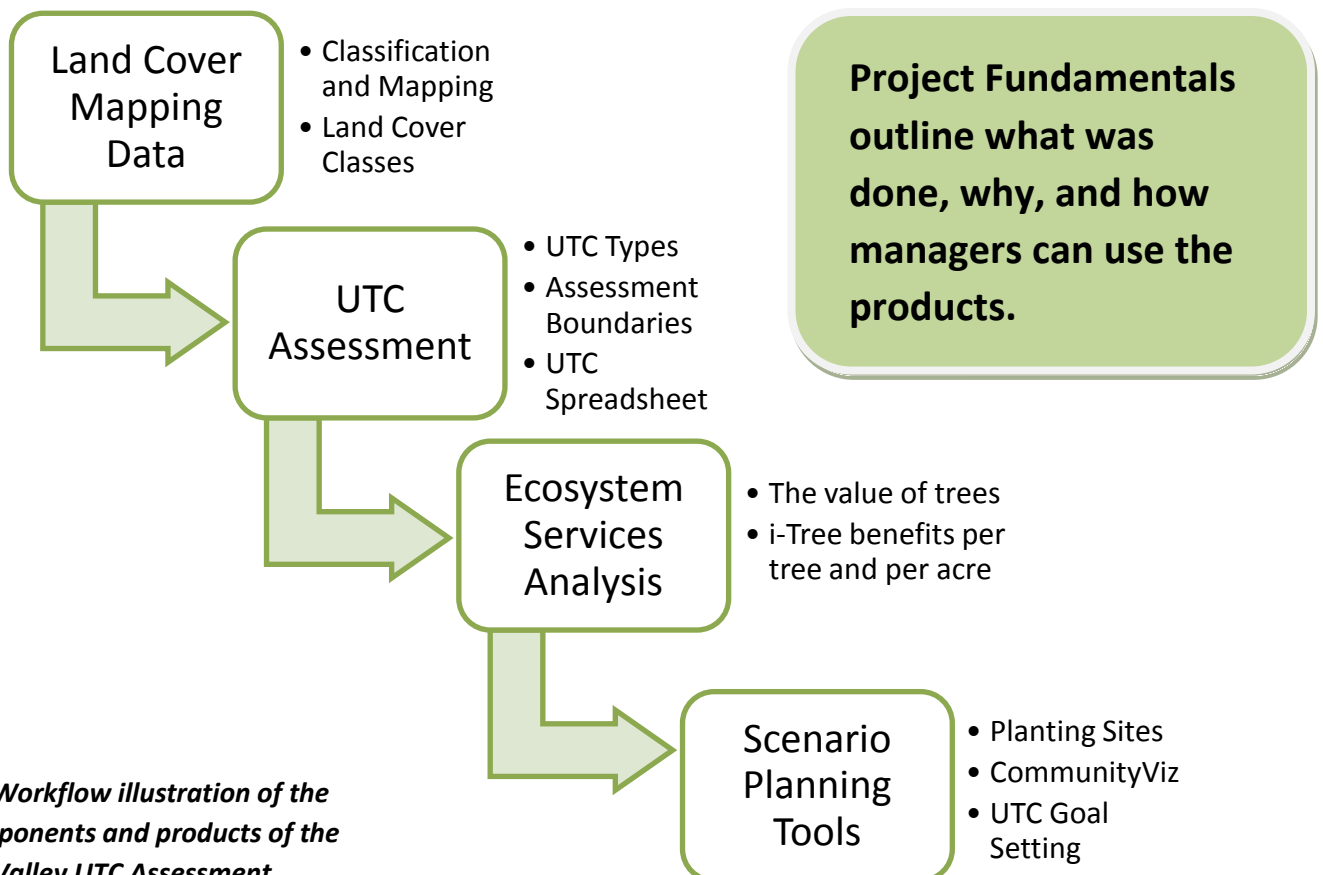 Land Cover
Mapping
Data
• Classification
and Mapping
• Land Cover
Classes
Project Fundamentals
outline what was
done, why, and how
managers can use the
products.
UTC
Assessment
• UTC Types
• Assessment
Boundaries
• UTC
Spreadsheet
Ecosystem
Services
Analysis
• The value of trees
• i-Tree benefits per
tree and per acre
Scenario
Planning
Tools
• Planting Sites
• CommunityViz
• UTC Goal
Setting
Workflow illustration of the
ponents and products of the
Valley UTC Assessment